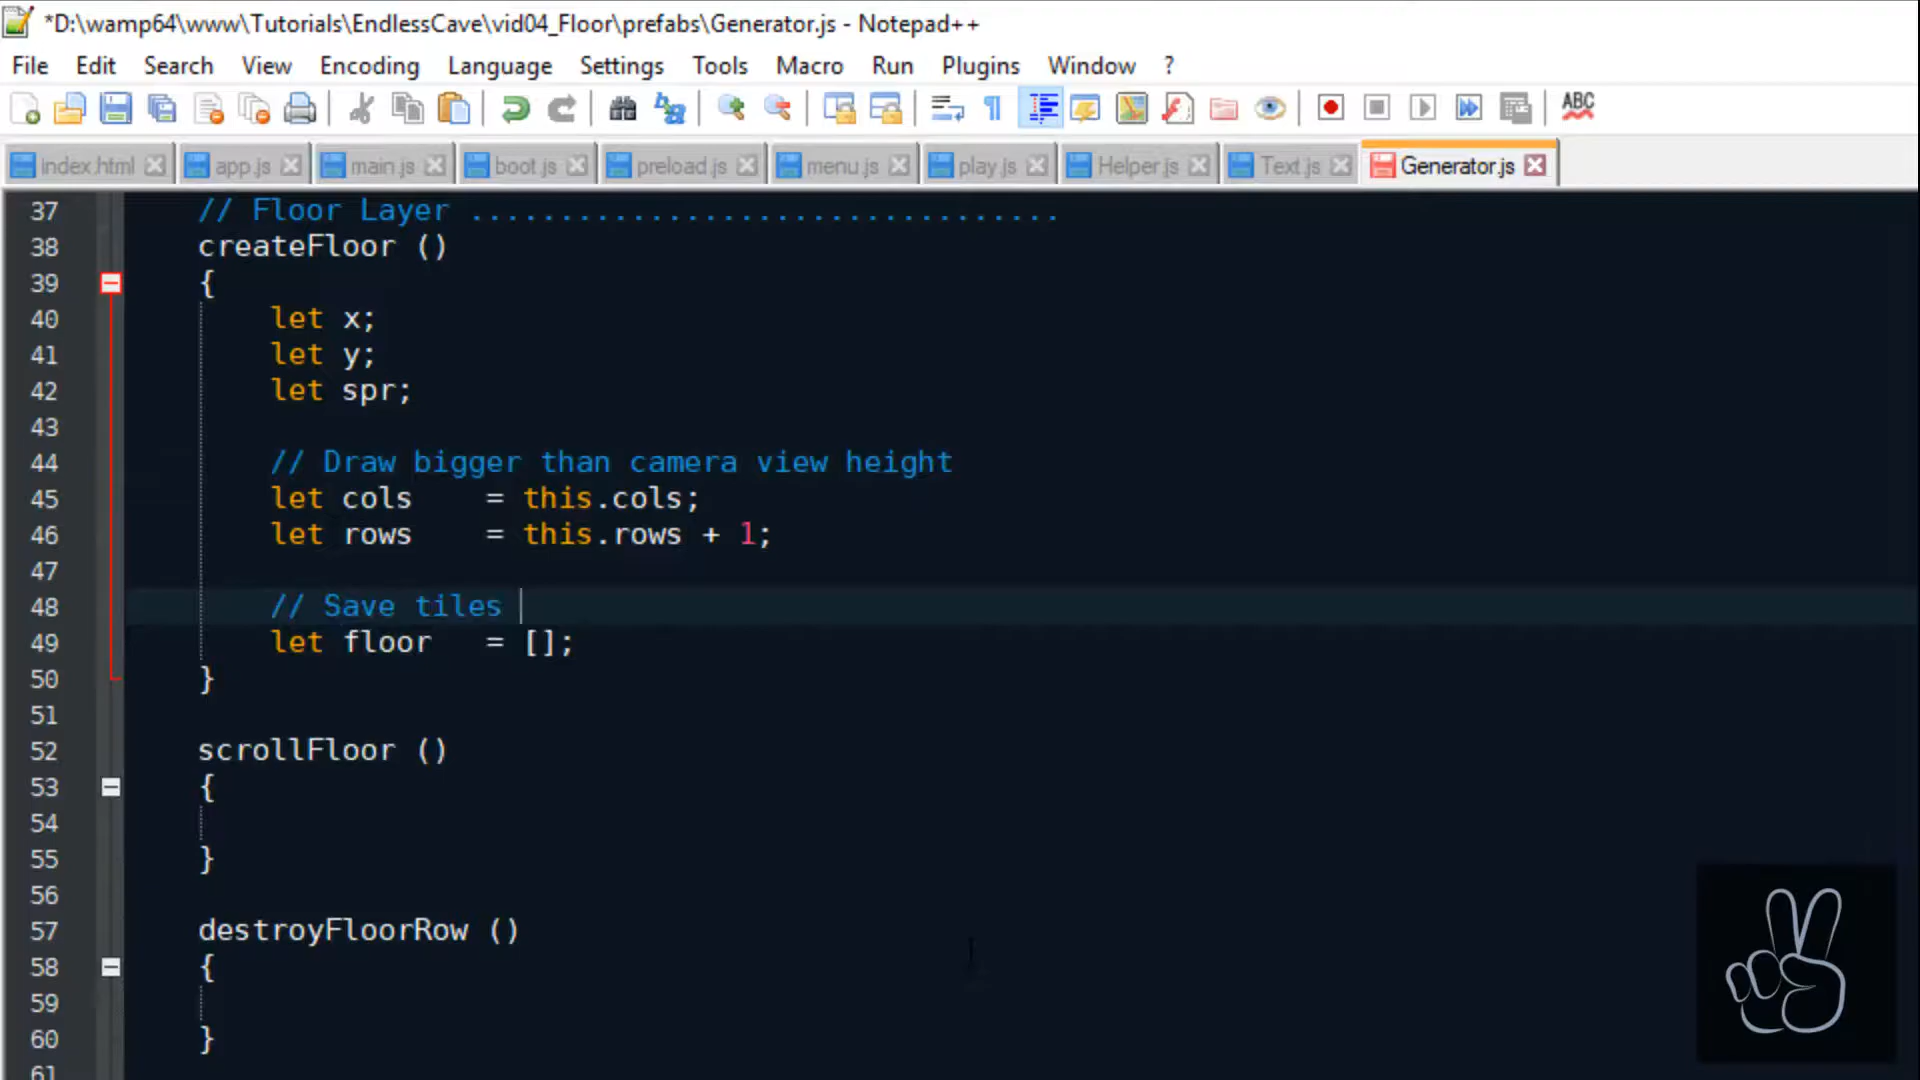 *D:\wamp64\www\Tutorials\EndlessCave\vid04_Floor\prefabs\Generator.js - Notepad++
File Edit Search View Encoding Language Settings Tools Macro Run Plugins Window ?
ABC
index.html app.js main.js boot.js preload.js menu.js play.js Helper.js Text.js Generator.js
37 // Floor Layer .................................
38 createFloor ()
39 {
40 let x;
41 let y;
42 let spr;
43
44 // Draw bigger than camera view height
45 let cols = this.cols;
46 let rows = this.rows + 1;
47
48 // Save tiles
49 let floor = [];
50 }
51
52 scrollFloor ()
53 {
54
55 }
56
57 destroyFloorRow ()
58 {
59
60 }
61